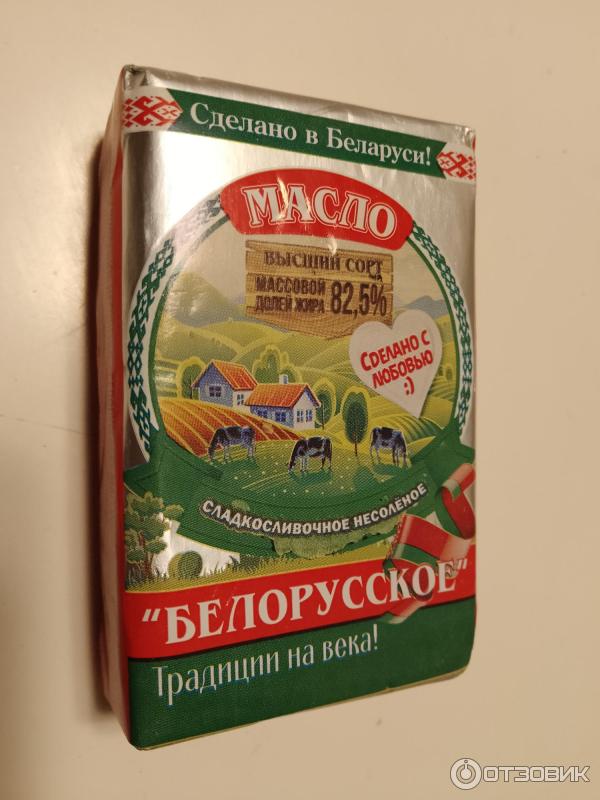 Сделано в Беларуси!
МАСЛО
ВЫСШИЙ СОРТ
МАССОВОЙ
ДОЛЕЙ ЖИРА 82,5%
СДЕЛАНО С
ЛЮБОВЬЮ
:)
СЛАДКОСЛИВОЧНОЕ НЕСОЛЁНОЕ
"БЕЛОРУССКОЕ"
Традиции на века!
ОТЗОВИК